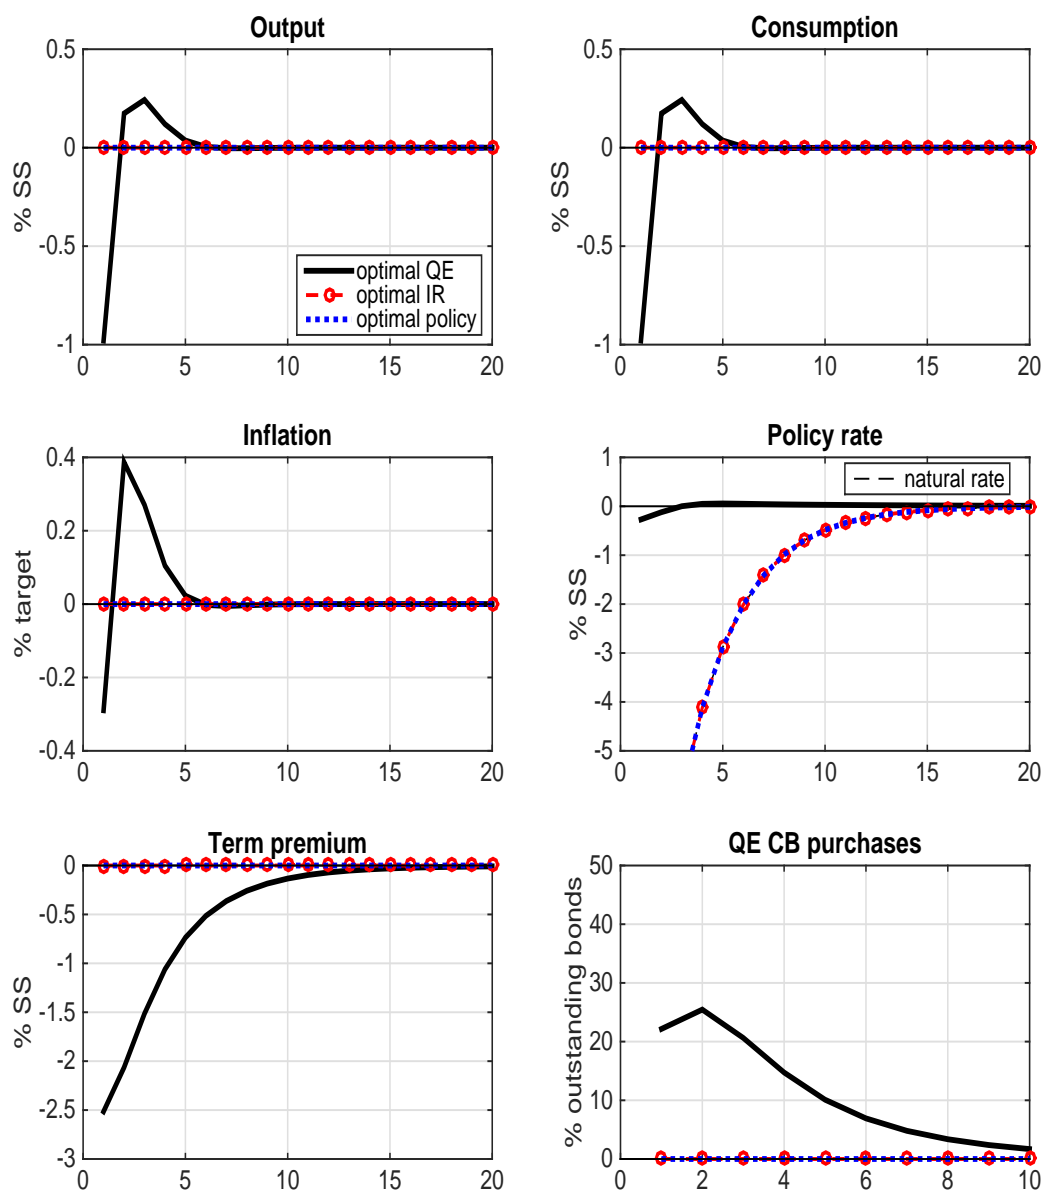 Output
0.5
0
-0.5
-1
% SS
optimal QE
optimal IR
optimal policy
0 5 10 15 20
Consumption
0.5
0
-0.5
-1
% SS
0 5 10 15 20
Inflation
0.4
0.2
0
-0.2
-0.4
% target
0 5 10 15 20
Policy rate
1
0
-1
-2
-3
-4
-5
% SS
natural rate
0 5 10 15 20
Term premium
0
-0.5
-1
-1.5
-2
-2.5
-3
% SS
0 5 10 15 20
QE CB purchases
50
40
30
20
10
0
% outstanding bonds
0 2 4 6 8 10